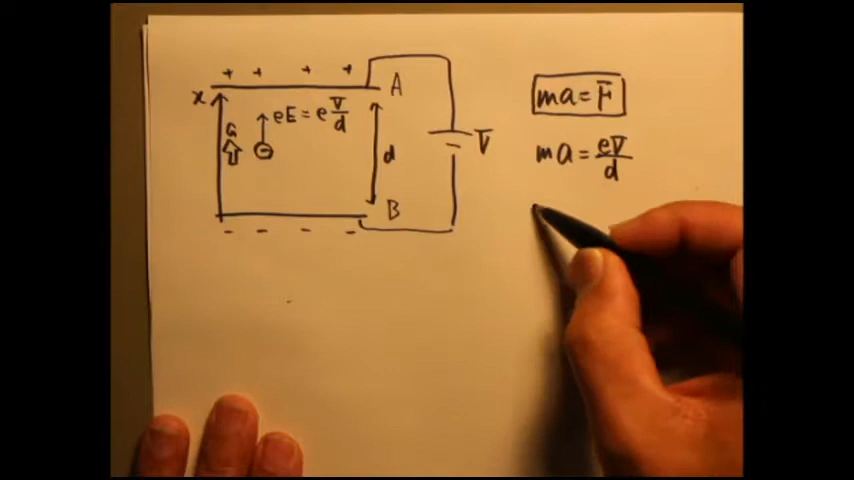 + + + +
x
A
eE = e V/d
a
⊖
d
V
B
- - - -
ma = F
ma = eV/d